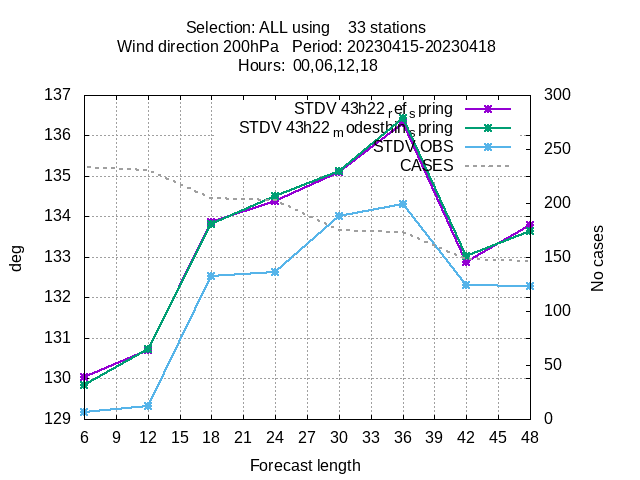 Selection: ALL using 33 stations
Wind direction 200hPa Period: 20230415-20230418
Hours: 00,06,12,18
STDV 43h22_ref_spring
STDV 43h22_modesthin_spring
STDV OBS
CASES
137
136
135
134
133
132
131
130
129
300
250
200
150
100
50
0
deg
No cases
6 9 12 15 18 21 24 27 30 33 36 39 42 45 48
Forecast length